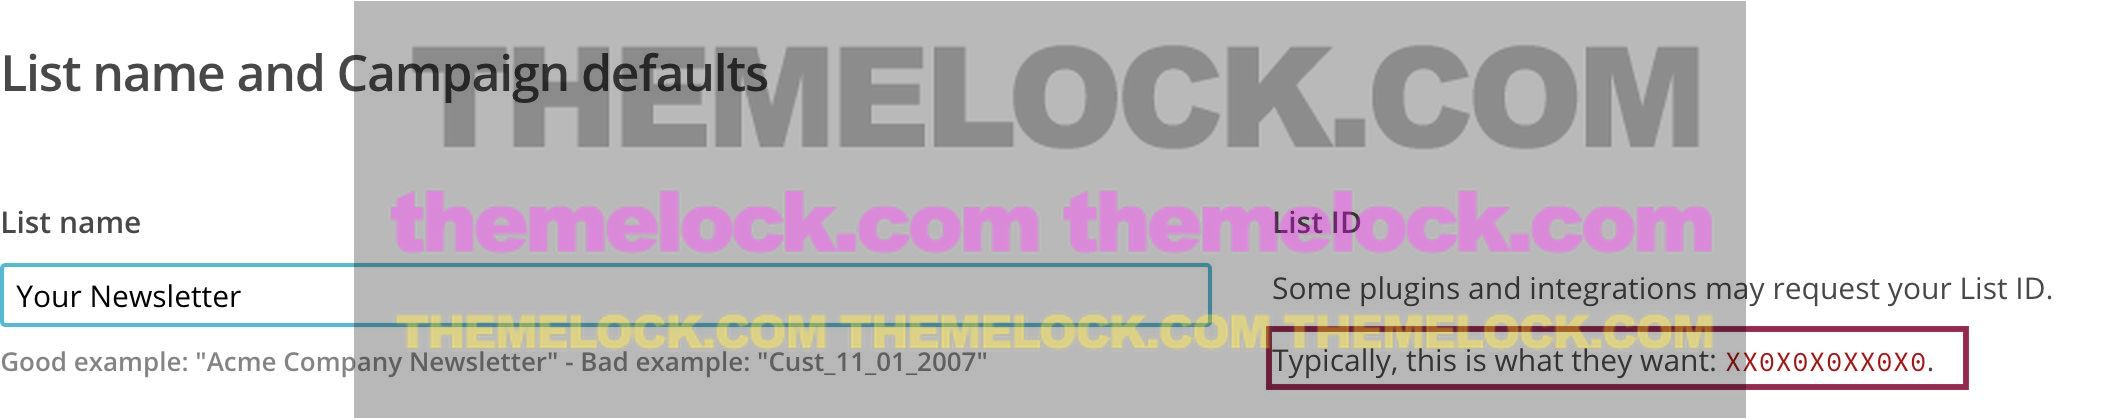 THEMELOCK.COM
List name and Campaign defaults
themelock.com themelock.com
List name
List ID
Your Newsletter
Some plugins and integrations may request your List ID.
THEMELOCK.COM THEMELOCK.COM THEMELOCK.COM
Good example: "Acme Company Newsletter" - Bad example: "Cust_11_01_2007"
Typically, this is what they want: XX0X0X0XX0X0.